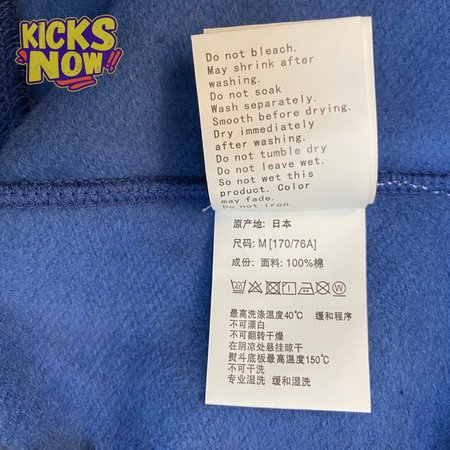 KICKS
NOW
Do not bleach.
May shrink after
washing.
Do not soak
Wash separately.
Smooth before drying.
Dry immediately
after washing.
Do not tumble dry
Do not leave wet.
So not wet this
product. Color
may fade.
Do not iron.
原产地: 日本
尺码: M [170/76A]
成份: 面料: 100%棉
40 W
最高洗涤温度40℃ 缓和程序
不可漂白
不可翻转干燥
在阴凉处悬挂晾干
熨斗底板最高温度150℃
不可干洗
专业湿洗 缓和湿洗